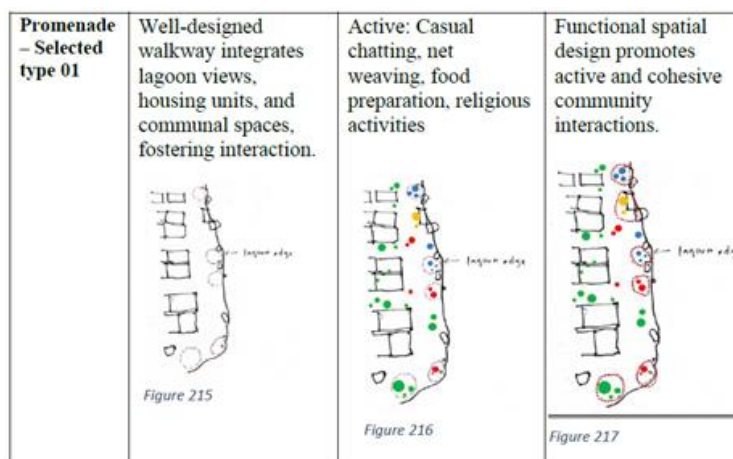 Promenade
– Selected
type 01
Well-designed
walkway integrates
lagoon views,
housing units, and
communal spaces,
fostering interaction.
Active: Casual
chatting, net
weaving, food
preparation, religious
activities
Functional spatial
design promotes
active and cohesive
community
interactions.
lagoon edge
lagoon edge
lagoon edge
Figure 215
Figure 216
Figure 217